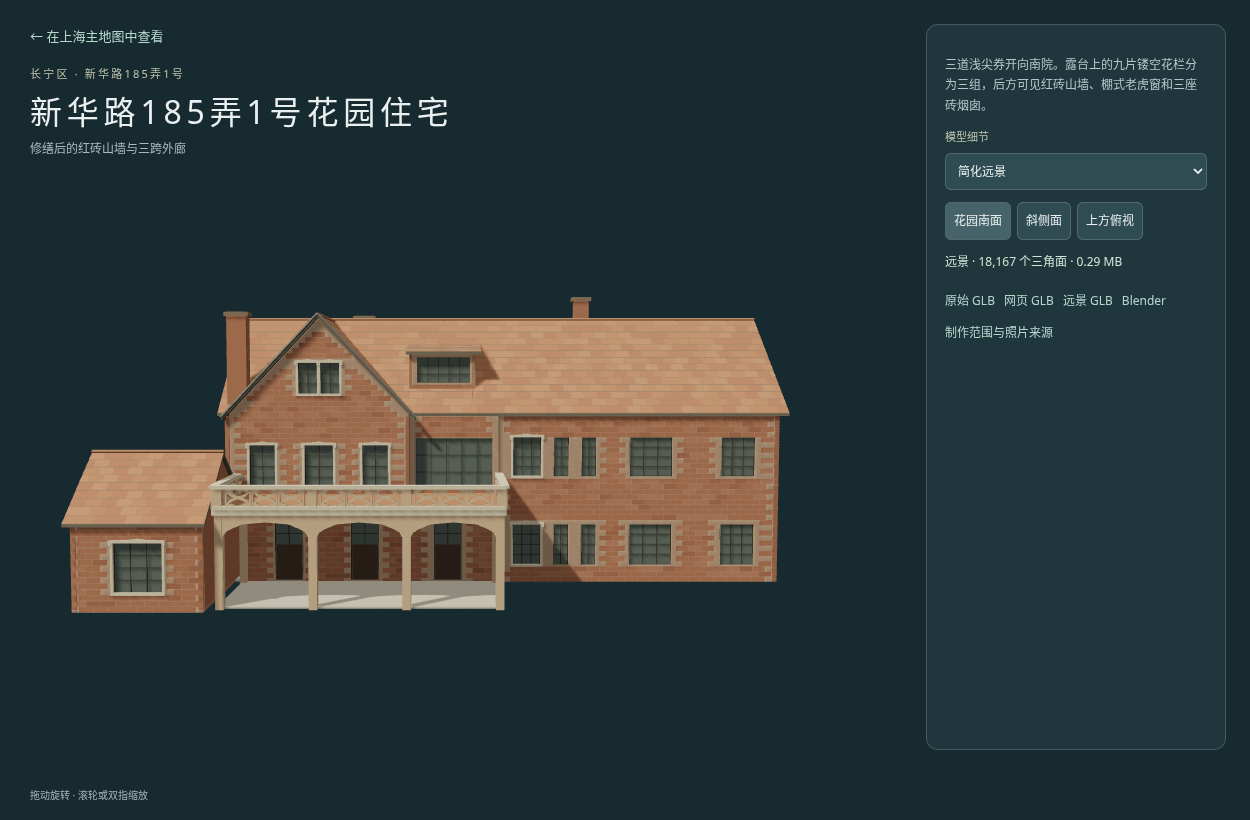 ← 在上海主地图中查看
长宁区 · 新华路185弄1号
新华路185弄1号花园住宅
修缮后的红砖山墙与三跨外廊
三道浅尖券开向南院。露台上的九片镂空花栏分
为三组，后方可见红砖山墙、棚式老虎窗和三座
砖烟囱。
模型细节
简化远景
花园南面 斜侧面 上方俯视
远景 · 18,167 个三角面 · 0.29 MB
原始 GLB 网页 GLB 远景 GLB Blender
制作范围与照片来源
拖动旋转 · 滚轮或双指缩放